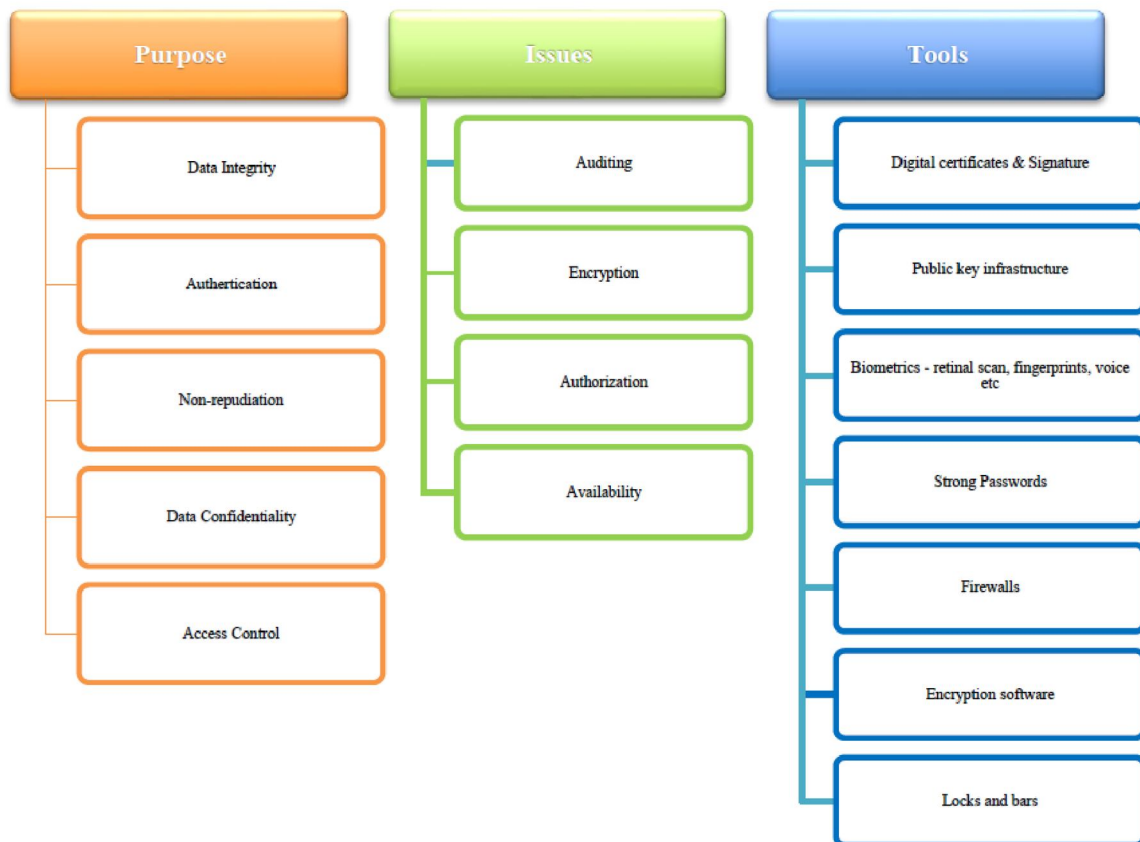 Purpose
Data Integrity
Authertication
Non-repudiation
Data Confidentiality
Access Control
Issues
Auditing
Encryption
Authorization
Availability
Tools
Digital certificates & Signature
Public key infrastructure
Biometrics - retinal scan, fingerprints, voice
etc
Strong Passwords
Firewalls
Encryption software
Locks and bars